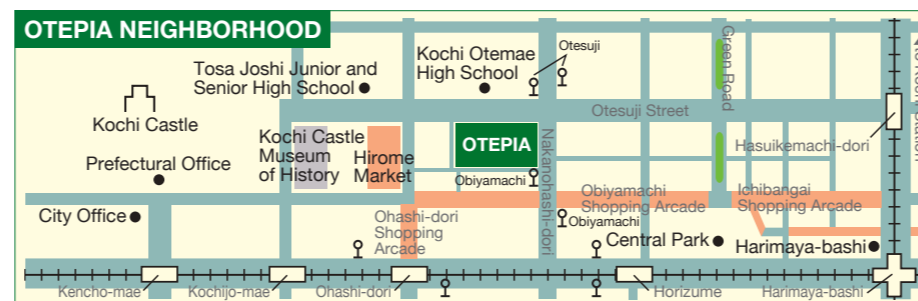 OTEPIA NEIGHBORHOOD
Otesuji
Kochi Otemae
High School
Green Road
Tosa Joshi Junior and
Senior High School
Otesuji Street
Kochi Castle
Kochi Castle
Museum
of History
Hirome
Market
OTEPIA
Nakanohashi-dori
Hasuikemachi-dori
Prefectural Office
Obiyamachi
Obiyamachi
Shopping Arcade
Ichibangai
Shopping Arcade
City Office
Ohashi-dori
Shopping
Arcade
Obiyamachi
Central Park
Harimaya-bashi
Kencho-mae
Kochijo-mae
Ohashi-dori
Horizume
Harimaya-bashi